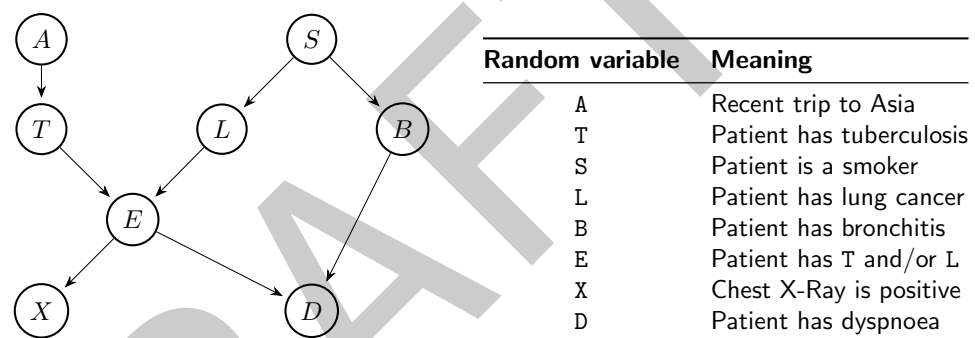 A
S
T
L
B
E
X
D
Random variable Meaning
A Recent trip to Asia
T Patient has tuberculosis
S Patient is a smoker
L Patient has lung cancer
B Patient has bronchitis
E Patient has T and/or L
X Chest X-Ray is positive
D Patient has dyspnoea
DRAFT